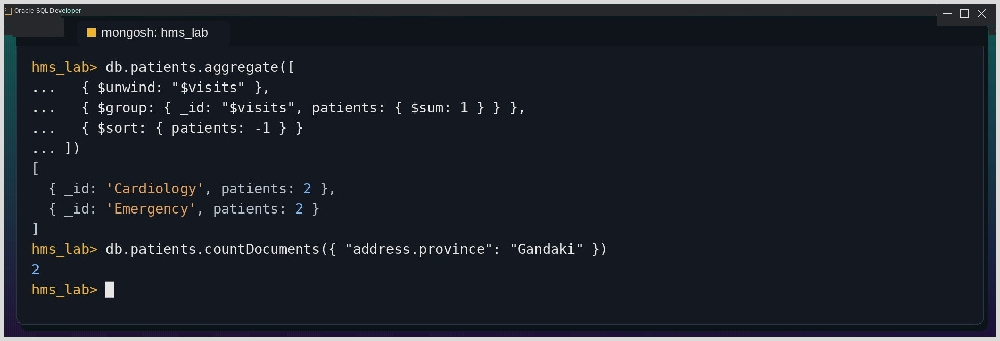 Oracle SQL Developer
mongosh: hms_lab
hms_lab> db.patients.aggregate([
...   { $unwind: "$visits" },
...   { $group: { _id: "$visits", patients: { $sum: 1 } } },
...   { $sort: { patients: -1 } }
... ])
[
  { _id: 'Cardiology', patients: 2 },
  { _id: 'Emergency', patients: 2 }
]
hms_lab> db.patients.countDocuments({ "address.province": "Gandaki" })
2
hms_lab>